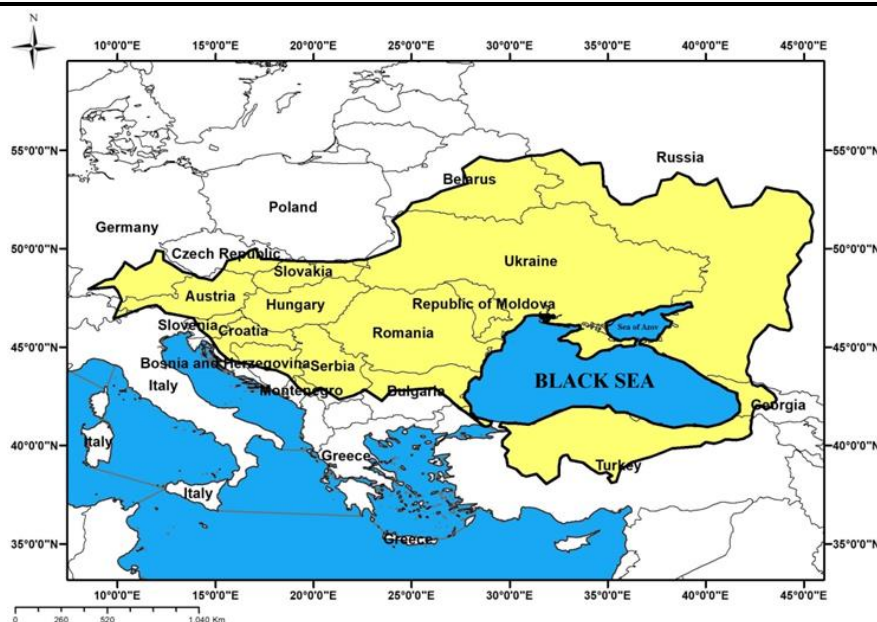 N
10°0'0"E 15°0'0"E 20°0'0"E 25°0'0"E 30°0'0"E 35°0'0"E 40°0'0"E 45°0'0"E
55°0'0"N 55°0'0"N
Russia
Belarus
Poland
Germany
50°0'0"N 50°0'0"N
Czech Republic
Ukraine
Slovakia
Austria
Hungary
Republic of Moldova
Slovenia
Croatia
Romania
Sea of Azov
45°0'0"N 45°0'0"N
Bosnia and Herzegovina
Serbia
BLACK SEA
Italy
Montenegro
Bulgaria
Georgia
40°0'0"N 40°0'0"N
Italy
Greece
Turkey
Italy
35°0'0"N 35°0'0"N
Greece
10°0'0"E 15°0'0"E 20°0'0"E 25°0'0"E 30°0'0"E 35°0'0"E 40°0'0"E 45°0'0"E
0 260 520 1.040 Km